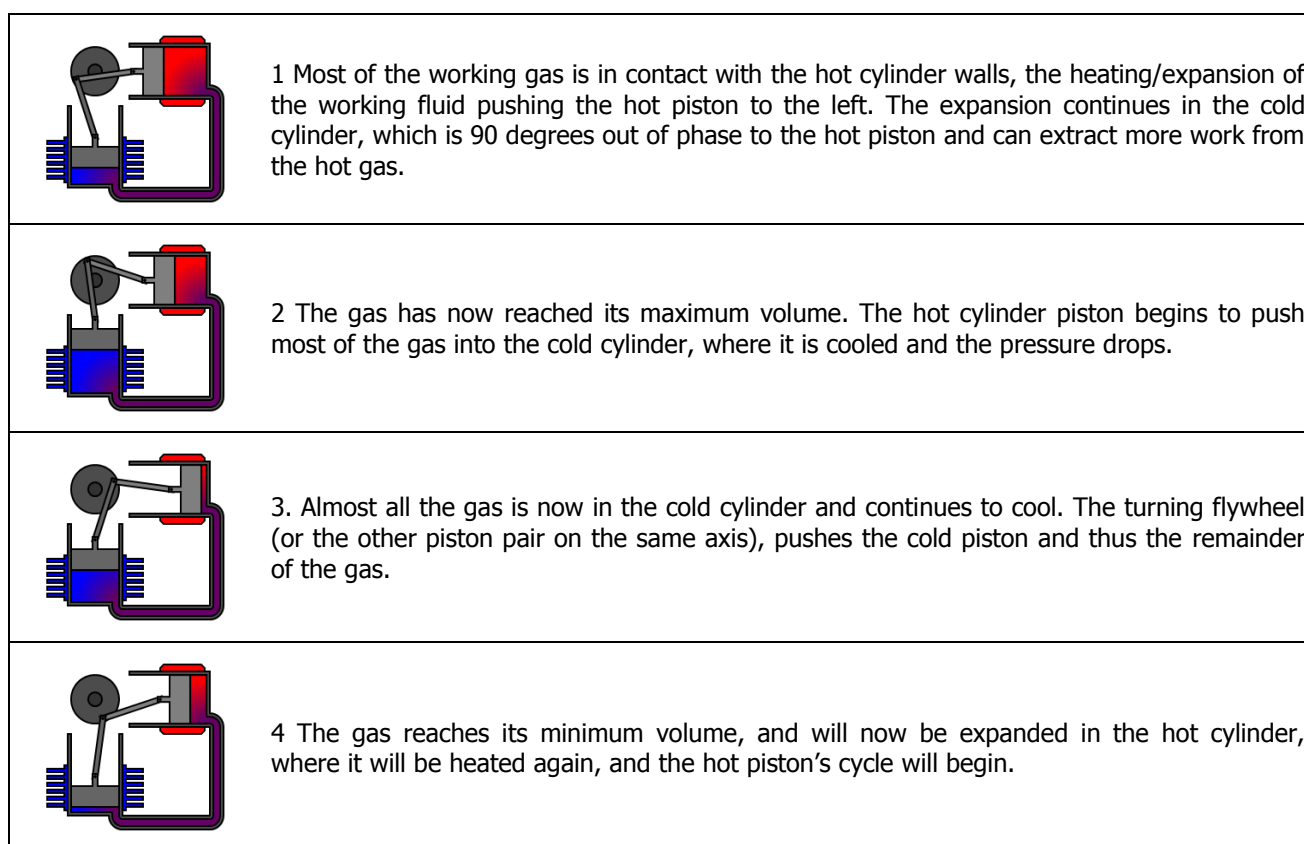 1 Most of the working gas is in contact with the hot cylinder walls, the heating/expansion of
the working fluid pushing the hot piston to the left. The expansion continues in the cold
cylinder, which is 90 degrees out of phase to the hot piston and can extract more work from
the hot gas.
2 The gas has now reached its maximum volume. The hot cylinder piston begins to push
most of the gas into the cold cylinder, where it is cooled and the pressure drops.
3. Almost all the gas is now in the cold cylinder and continues to cool. The turning flywheel
(or the other piston pair on the same axis), pushes the cold piston and thus the remainder
of the gas.
4 The gas reaches its minimum volume, and will now be expanded in the hot cylinder,
where it will be heated again, and the hot piston’s cycle will begin.